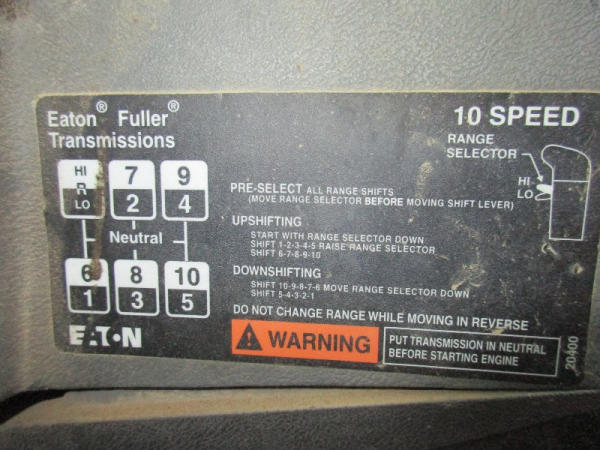 Eaton® Fuller®
Transmissions
10 SPEED
RANGE
SELECTOR
HI
LO
HI
R
LO
7
2
9
4
Neutral
6
1
8
3
10
5
EATON
PRE-SELECT ALL RANGE SHIFTS
(MOVE RANGE SELECTOR BEFORE MOVING SHIFT LEVER)
UPSHIFTING
START WITH RANGE SELECTOR DOWN
SHIFT 1-2-3-4-5 RAISE RANGE SELECTOR
SHIFT 6-7-8-9-10
DOWNSHIFTING
SHIFT 10-9-8-7-6 MOVE RANGE SELECTOR DOWN
SHIFT 5-4-3-2-1
DO NOT CHANGE RANGE WHILE MOVING IN REVERSE
WARNING
PUT TRANSMISSION IN NEUTRAL
BEFORE STARTING ENGINE
20400